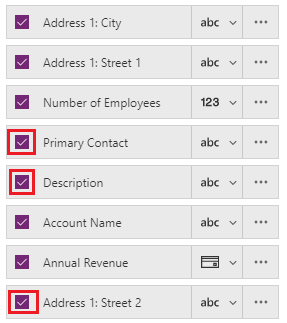 Address 1: City abc
Address 1: Street 1 abc
Number of Employees 123
Primary Contact abc
Description abc
Account Name abc
Annual Revenue
Address 1: Street 2 abc